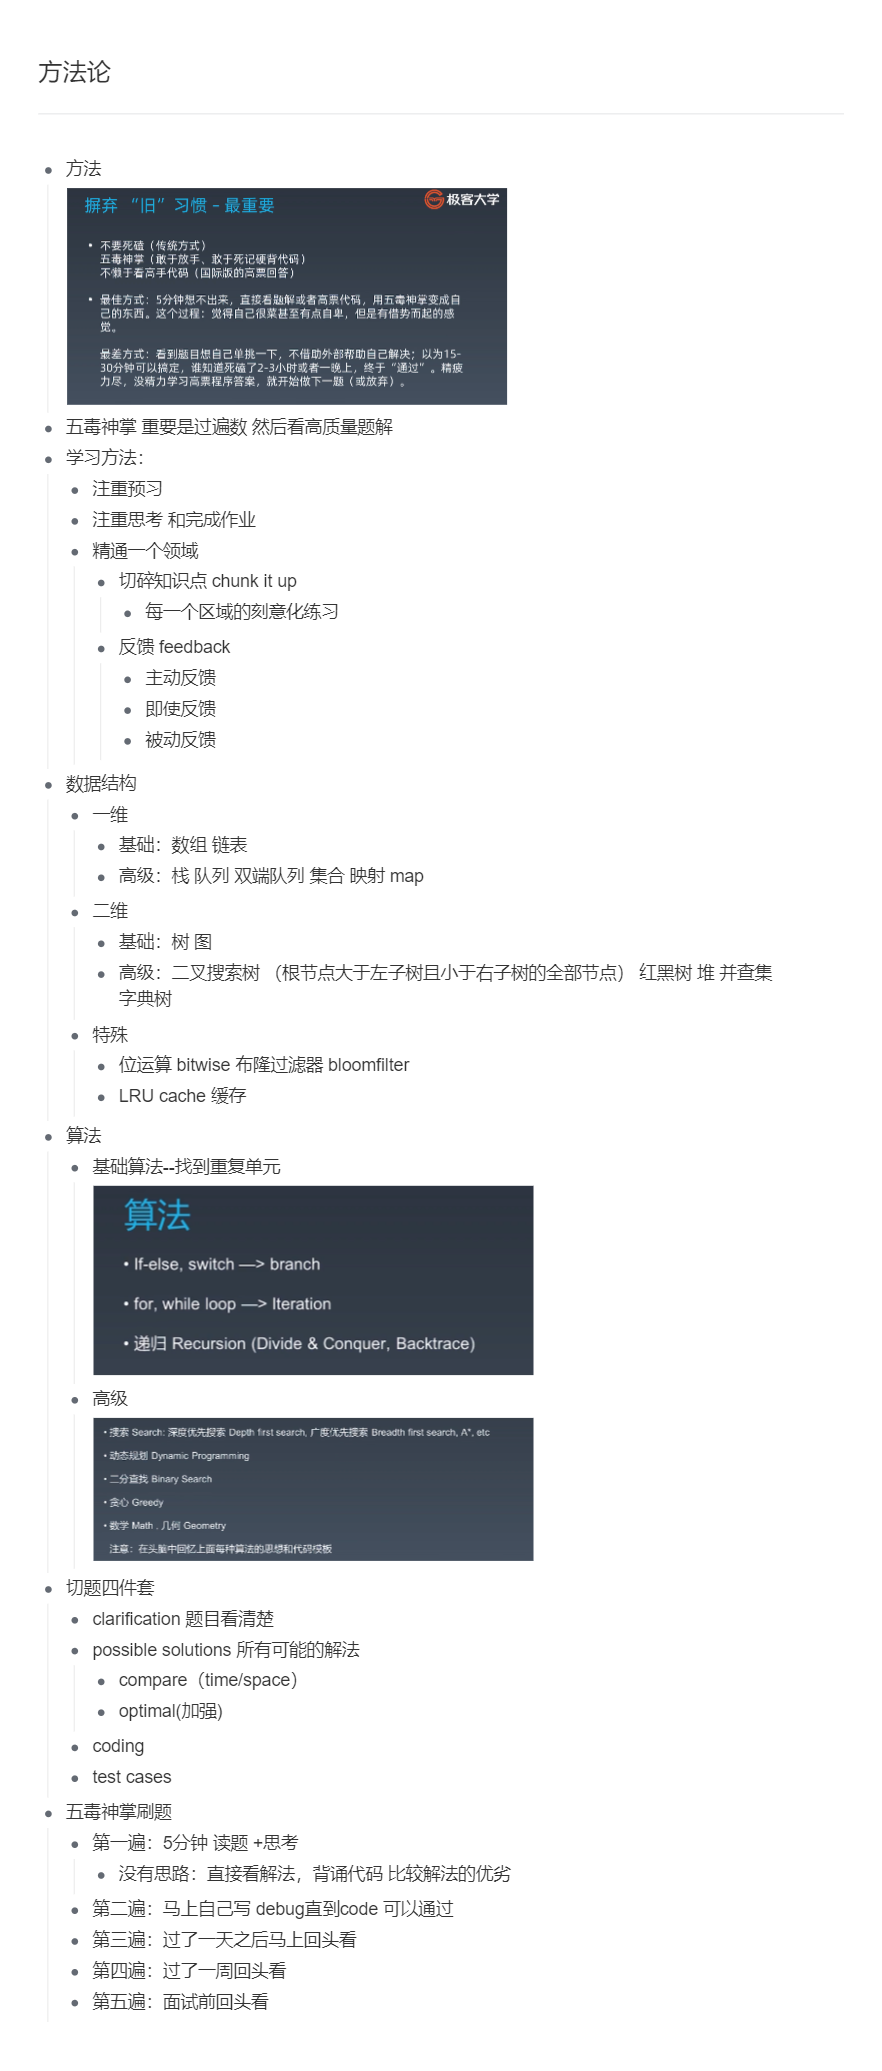 方法论
方法
摒弃 “旧” 习惯 - 最重要
极客大学
• 不要死磕（传统方式）
五毒神掌（敢于放手、敢于死记硬背代码）
不懒于看高手代码（国际版的高票回答）
• 最佳方式：5分钟想不出来，直接看题解或者高票代码，用五毒神掌变成自
己的东西。这个过程：觉得自己很菜甚至有点自卑，但是有借势而起的感
觉。
最差方式：看到题目想自己单挑一下，不借助外部帮助自己解决；以为15-
30分钟可以搞定，谁知道死磕了2-3小时或者一晚上，终于“通过”。精疲
力尽，没精力学习高票程序答案，就开始做下一题（或放弃）。
五毒神掌 重要是过遍数 然后看高质量题解
学习方法：
注重预习
注重思考 和完成作业
精通一个领域
切碎知识点 chunk it up
每一个区域的刻意化练习
反馈 feedback
主动反馈
即使反馈
被动反馈
数据结构
一维
基础：数组 链表
高级：栈 队列 双端队列 集合 映射 map
二维
基础：树 图
高级：二叉搜索树 （根节点大于左子树且小于右子树的全部节点） 红黑树 堆 并查集
字典树
特殊
位运算 bitwise 布隆过滤器 bloomfilter
LRU cache 缓存
算法
基础算法--找到重复单元
算法
• If-else, switch —> branch
• for, while loop —> Iteration
• 递归 Recursion (Divide & Conquer, Backtrace)
高级
• 搜索 Search: 深度优先搜索 Depth first search, 广度优先搜索 Breadth first search, A*, etc
• 动态规划 Dynamic Programming
• 二分查找 Binary Search
• 贪心 Greedy
• 数学 Math , 几何 Geometry
注意：在头脑中回忆上面每种算法的思想和代码模板
切题四件套
clarification 题目看清楚
possible solutions 所有可能的解法
compare（time/space）
optimal(加强)
coding
test cases
五毒神掌刷题
第一遍：5分钟 读题 +思考
没有思路：直接看解法，背诵代码 比较解法的优劣
第二遍：马上自己写 debug直到code 可以通过
第三遍：过了一天之后马上回头看
第四遍：过了一周回头看
第五遍：面试前回头看